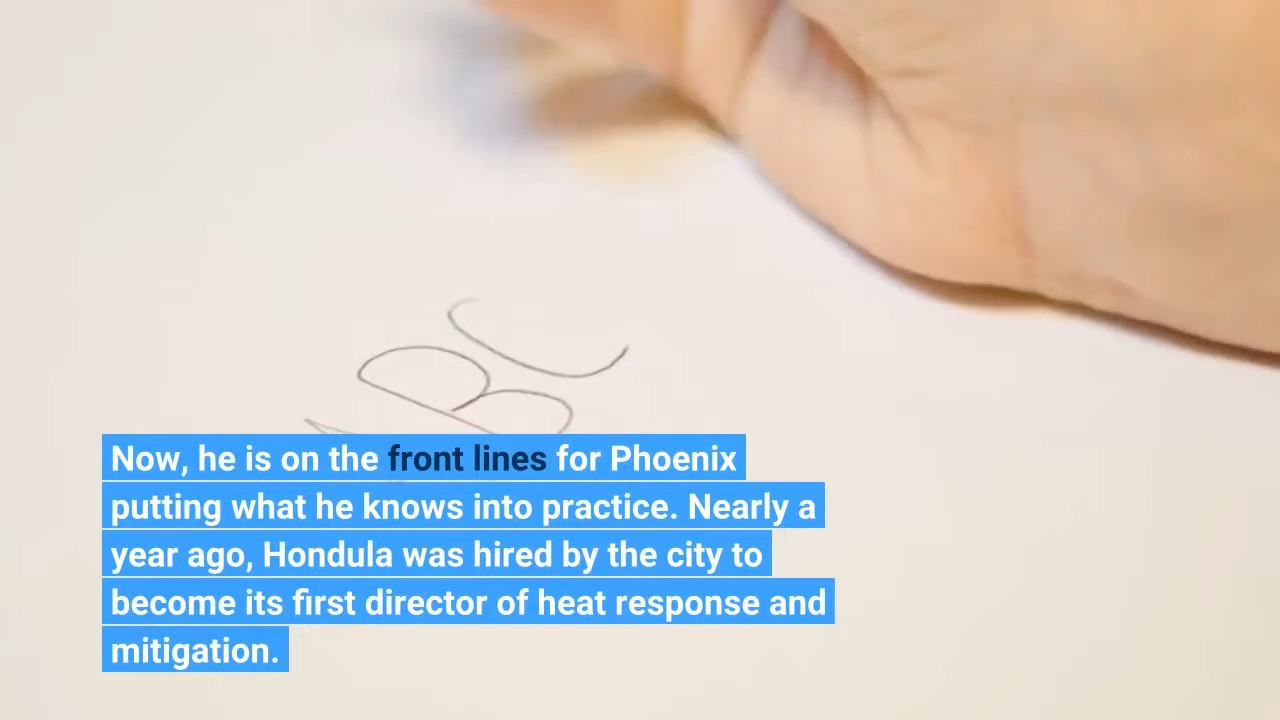 ABC
Now, he is on the front lines for Phoenix
putting what he knows into practice. Nearly a
year ago, Hondula was hired by the city to
become its first director of heat response and
mitigation.